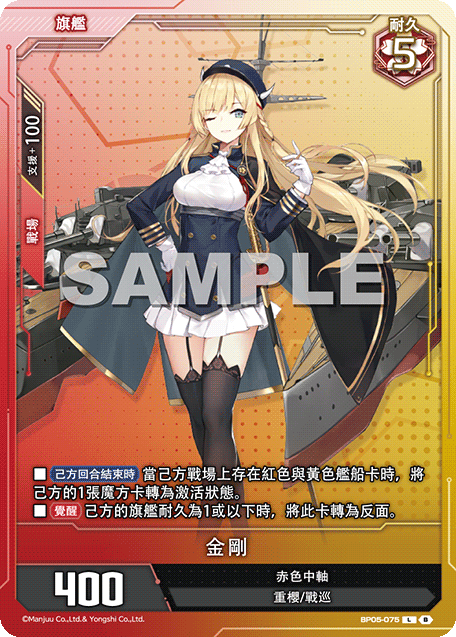 旗艦
耐久
5
支援+100
戰場
SAMPLE
■ 己方回合結束時 當己方戰場上存在紅色與黃色艦船卡時，將
己方的1張魔方卡轉為激活狀態。
■ 覺醒 己方的旗艦耐久為1或以下時，將此卡轉為反面。
金剛
400
赤色中軸
重櫻/戰巡
©Manjuu Co.,Ltd.& Yongshi Co.,Ltd.
BP05-075 L B